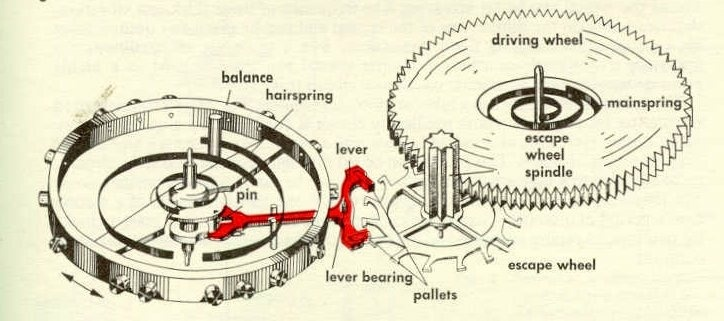 driving wheel
balance
hairspring
mainspring
escape
wheel
spindle
lever
pin
lever bearing
pallets
escape wheel